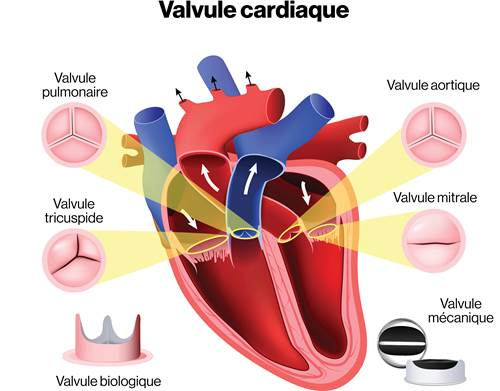 Valvule cardiaque
Valvule
pulmonaire
Valvule aortique
Valvule
tricuspide
Valvule mitrale
Valvule
mécanique
Valvule biologique